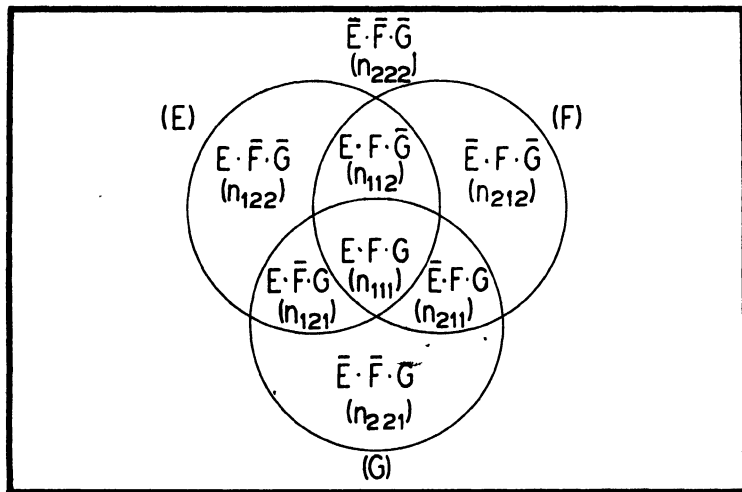 Ē·F̄·Ḡ
(n₂₂₂)
(E)
(F)
E·F̄·Ḡ
(n₁₂₂)
E·F·Ḡ
(n₁₁₂)
Ē·F·Ḡ
(n₂₁₂)
E·F̄·G
(n₁₂₁)
E·F·G
(n₁₁₁)
Ē·F·G
(n₂₁₁)
Ē·F̄·G
(n₂₂₁)
(G)